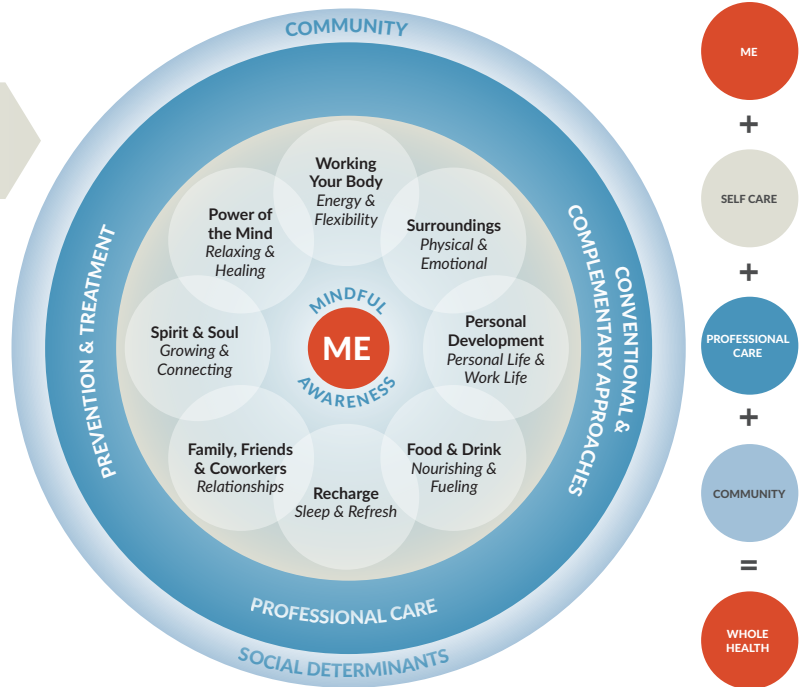 COMMUNITY
Working
Your Body
Energy &
Flexibility
Surroundings
Physical &
Emotional
Personal
Development
Personal Life &
Work Life
Food & Drink
Nourishing &
Fueling
Recharge
Sleep & Refresh
Family, Friends
& Coworkers
Relationships
Spirit & Soul
Growing &
Connecting
Power of
the Mind
Relaxing &
Healing
MINDFUL
ME
AWARENESS
PREVENTION & TREATMENT
CONVENTIONAL &
COMPLEMENTARY APPROACHES
PROFESSIONAL CARE
SOCIAL DETERMINANTS
ME
+
SELF CARE
+
PROFESSIONAL
CARE
+
COMMUNITY
=
WHOLE
HEALTH